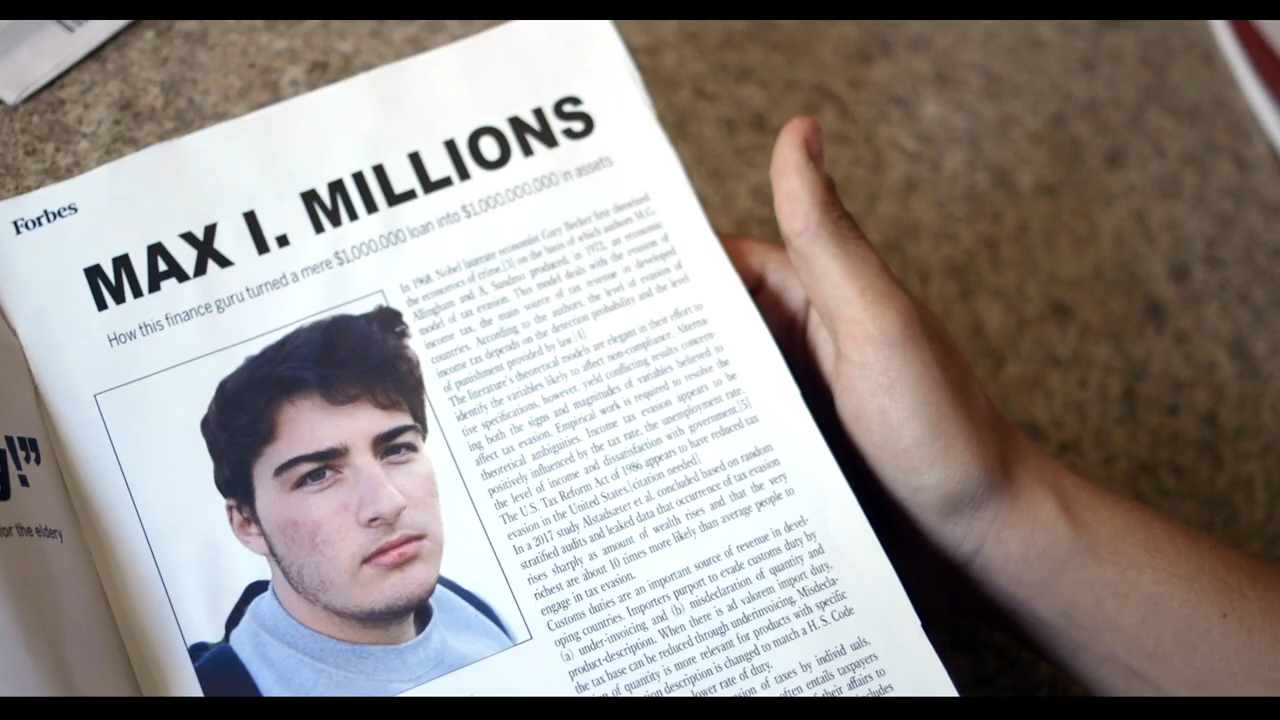 y!”
or the eldery
Forbes
MAX I. MILLIONS
How this finance guru turned a mere $1,000,000 loan into $1,000,000,000 in assets
In 1968, Nobel laureate economist Gary Becker first theorized
the economics of crime,[3] on the basis of which authors M.G.
Allingham and A. Sandmo produced, in 1972, an economic
model of tax evasion. This model deals with the evasion of
income tax, the main source of tax revenue in developed
countries. According to the authors, the level of evasion of
income tax depends on the detection probability and the level
of punishment provided by law.[4]
The literature's theoretical models are elegant in their effort to
identify the variables likely to affect non-compliance. Alterna-
tive specifications, however, yield conflicting results concern-
ing both the signs and magnitudes of variables believed to
affect tax evasion. Empirical work is required to resolve the
theoretical ambiguities. Income tax evasion appears to be
positively influenced by the tax rate, the unemployment rate,
the level of income and dissatisfaction with government.[5]
The U.S. Tax Reform Act of 1986 appears to have reduced tax
evasion in the United States.[citation needed]
In a 2017 study Alstadsæter et al. concluded based on random
stratified audits and leaked data that occurrence of tax evasion
rises sharply as amount of wealth rises and that the very
richest are about 10 times more likely than average people to
engage in tax evasion.
Customs duties are an important source of revenue in devel-
oping countries. Importers purport to evade customs duty by
(a) under-invoicing and (b) misdeclaration of quantity and
product-description. When there is ad valorem import duty,
the tax base can be reduced through underinvoicing. Misdecla-
n of quantity is more relevant for products with specific
ion description is changed to match a H. S. Code
lower rate of duty.
sion of taxes by individ uals,
often entails taxpayers
their affairs to
includes